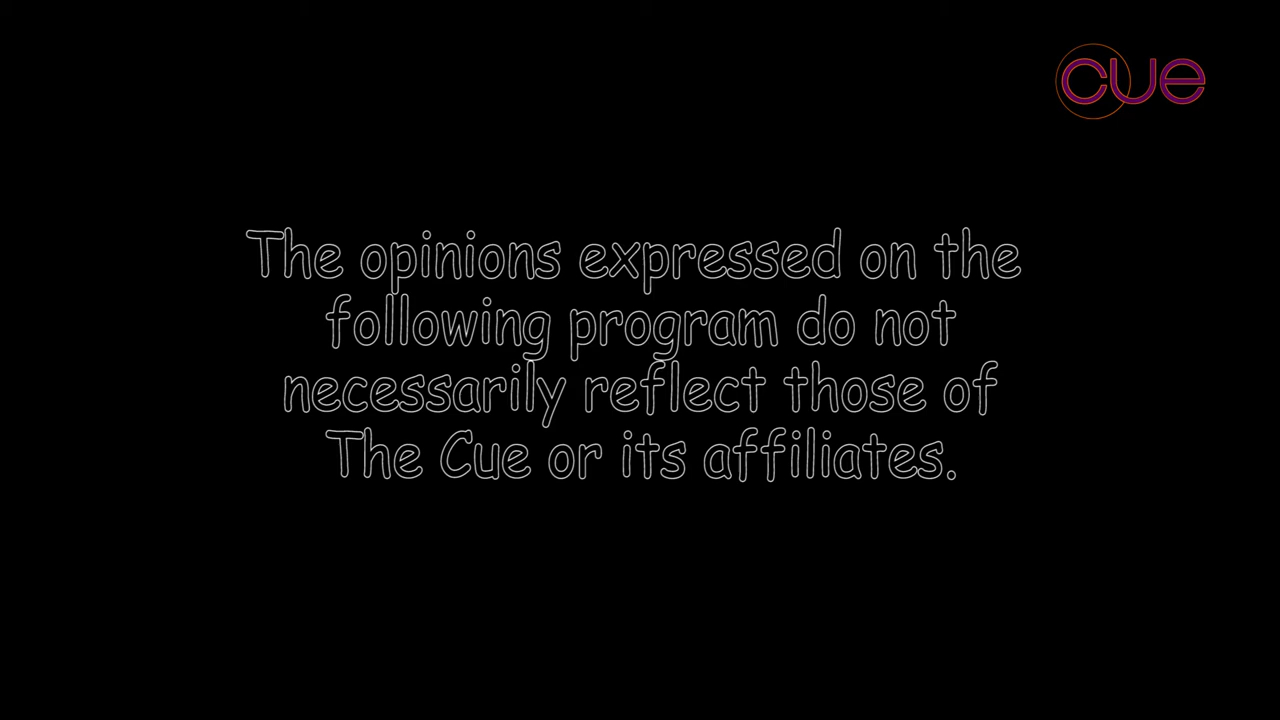 cue
The opinions expressed on the
following program do not
necessarily reflect those of
The Cue or its affiliates.